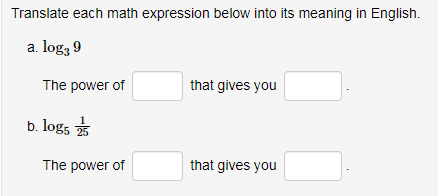 Translate each math expression below into its meaning in English.
a. log₃ 9
The power of that gives you .
b. log₅ 1/25
The power of that gives you .